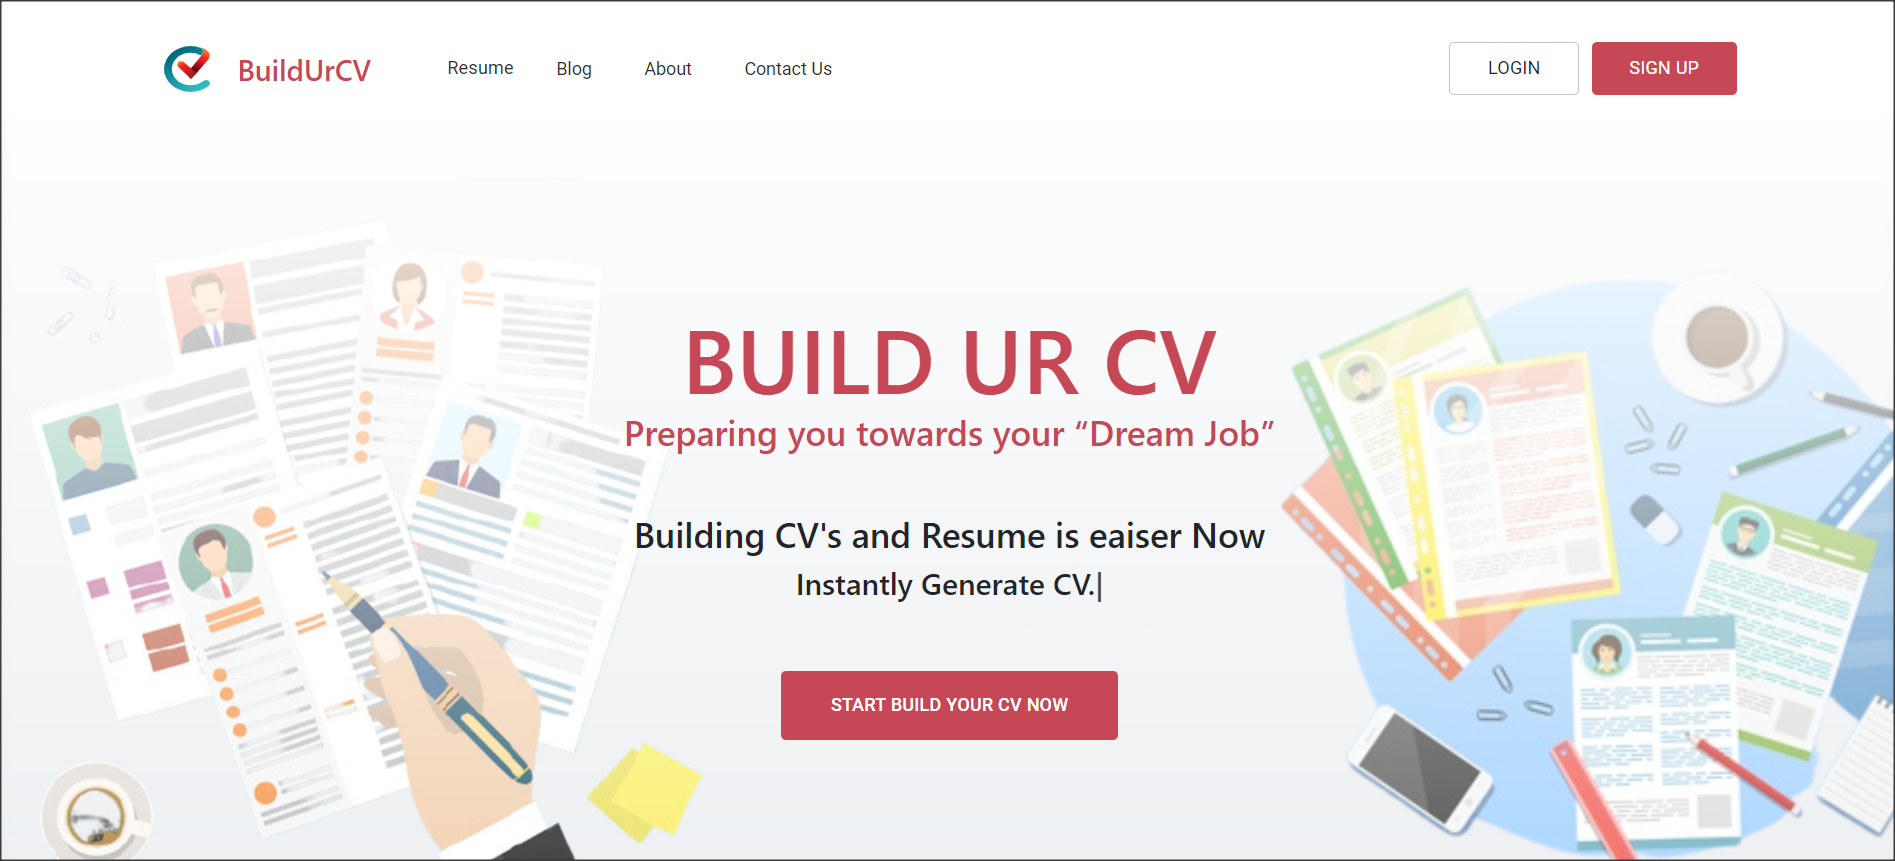 BuildUrCV
Resume
Blog
About
Contact Us
LOGIN
SIGN UP
BUILD UR CV
Preparing you towards your “Dream Job”
Building CV's and Resume is eaiser Now
Instantly Generate CV.|
START BUILD YOUR CV NOW